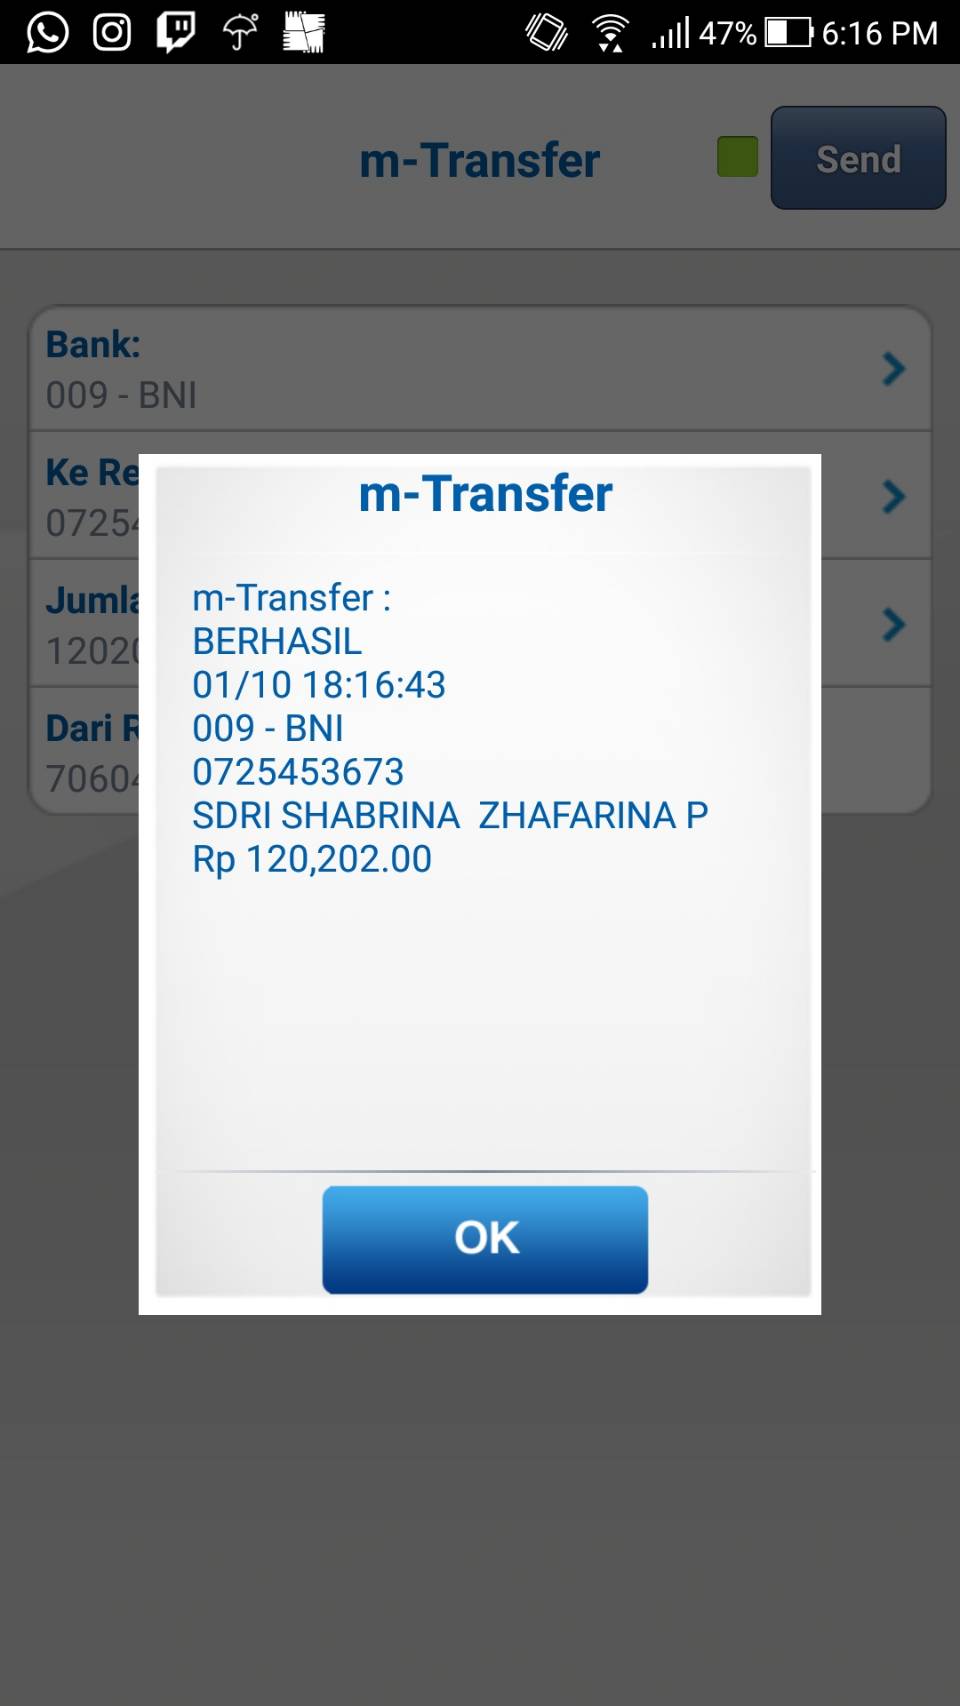 47% 6:16 PM
m-Transfer
Send
Bank:
009 - BNI
Ke Re
07254
Jumla
12020
Dari R
70604
m-Transfer
m-Transfer :
BERHASIL
01/10 18:16:43
009 - BNI
0725453673
SDRI SHABRINA  ZHAFARINA P
Rp 120,202.00
OK